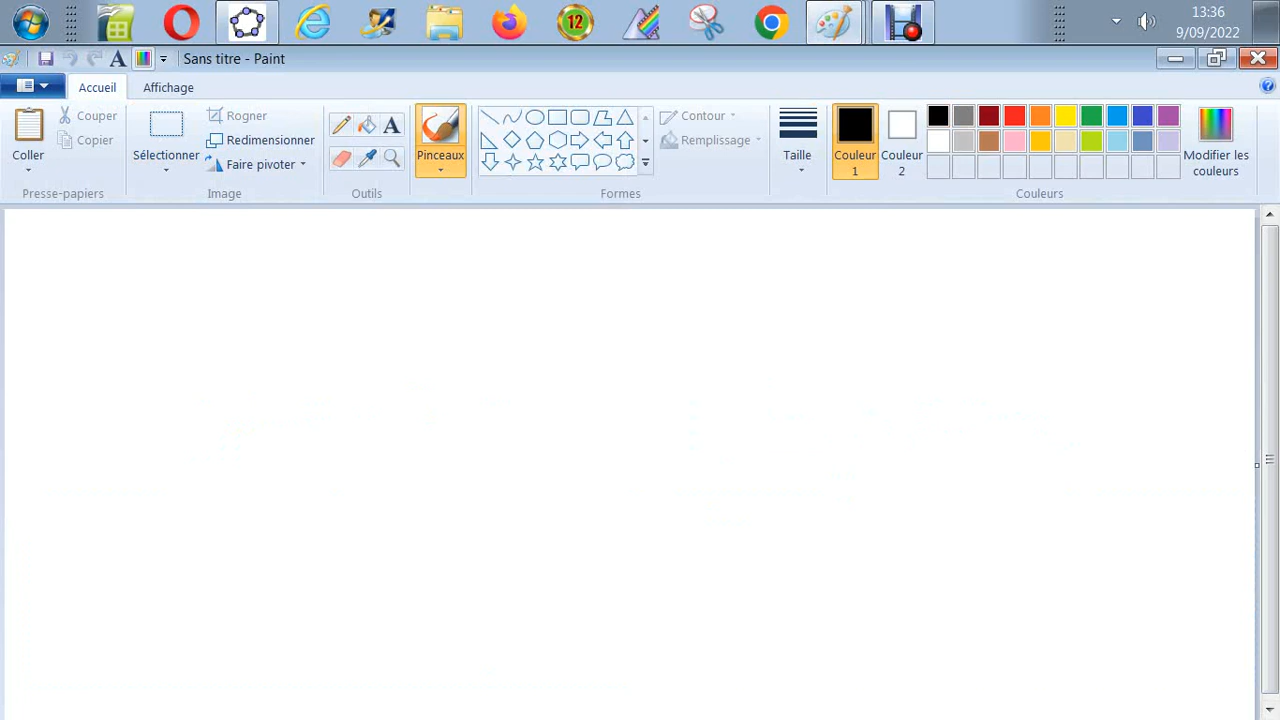 12
13:36
9/09/2022
Sans titre - Paint
Accueil
Affichage
Coller
Couper
Copier
Presse-papiers
Sélectionner
Rogner
Redimensionner
Faire pivoter
Image
A
Outils
Pinceaux
Contour
Remplissage
Formes
Taille
Couleur 1
Couleur 2
Modifier les couleurs
Couleurs